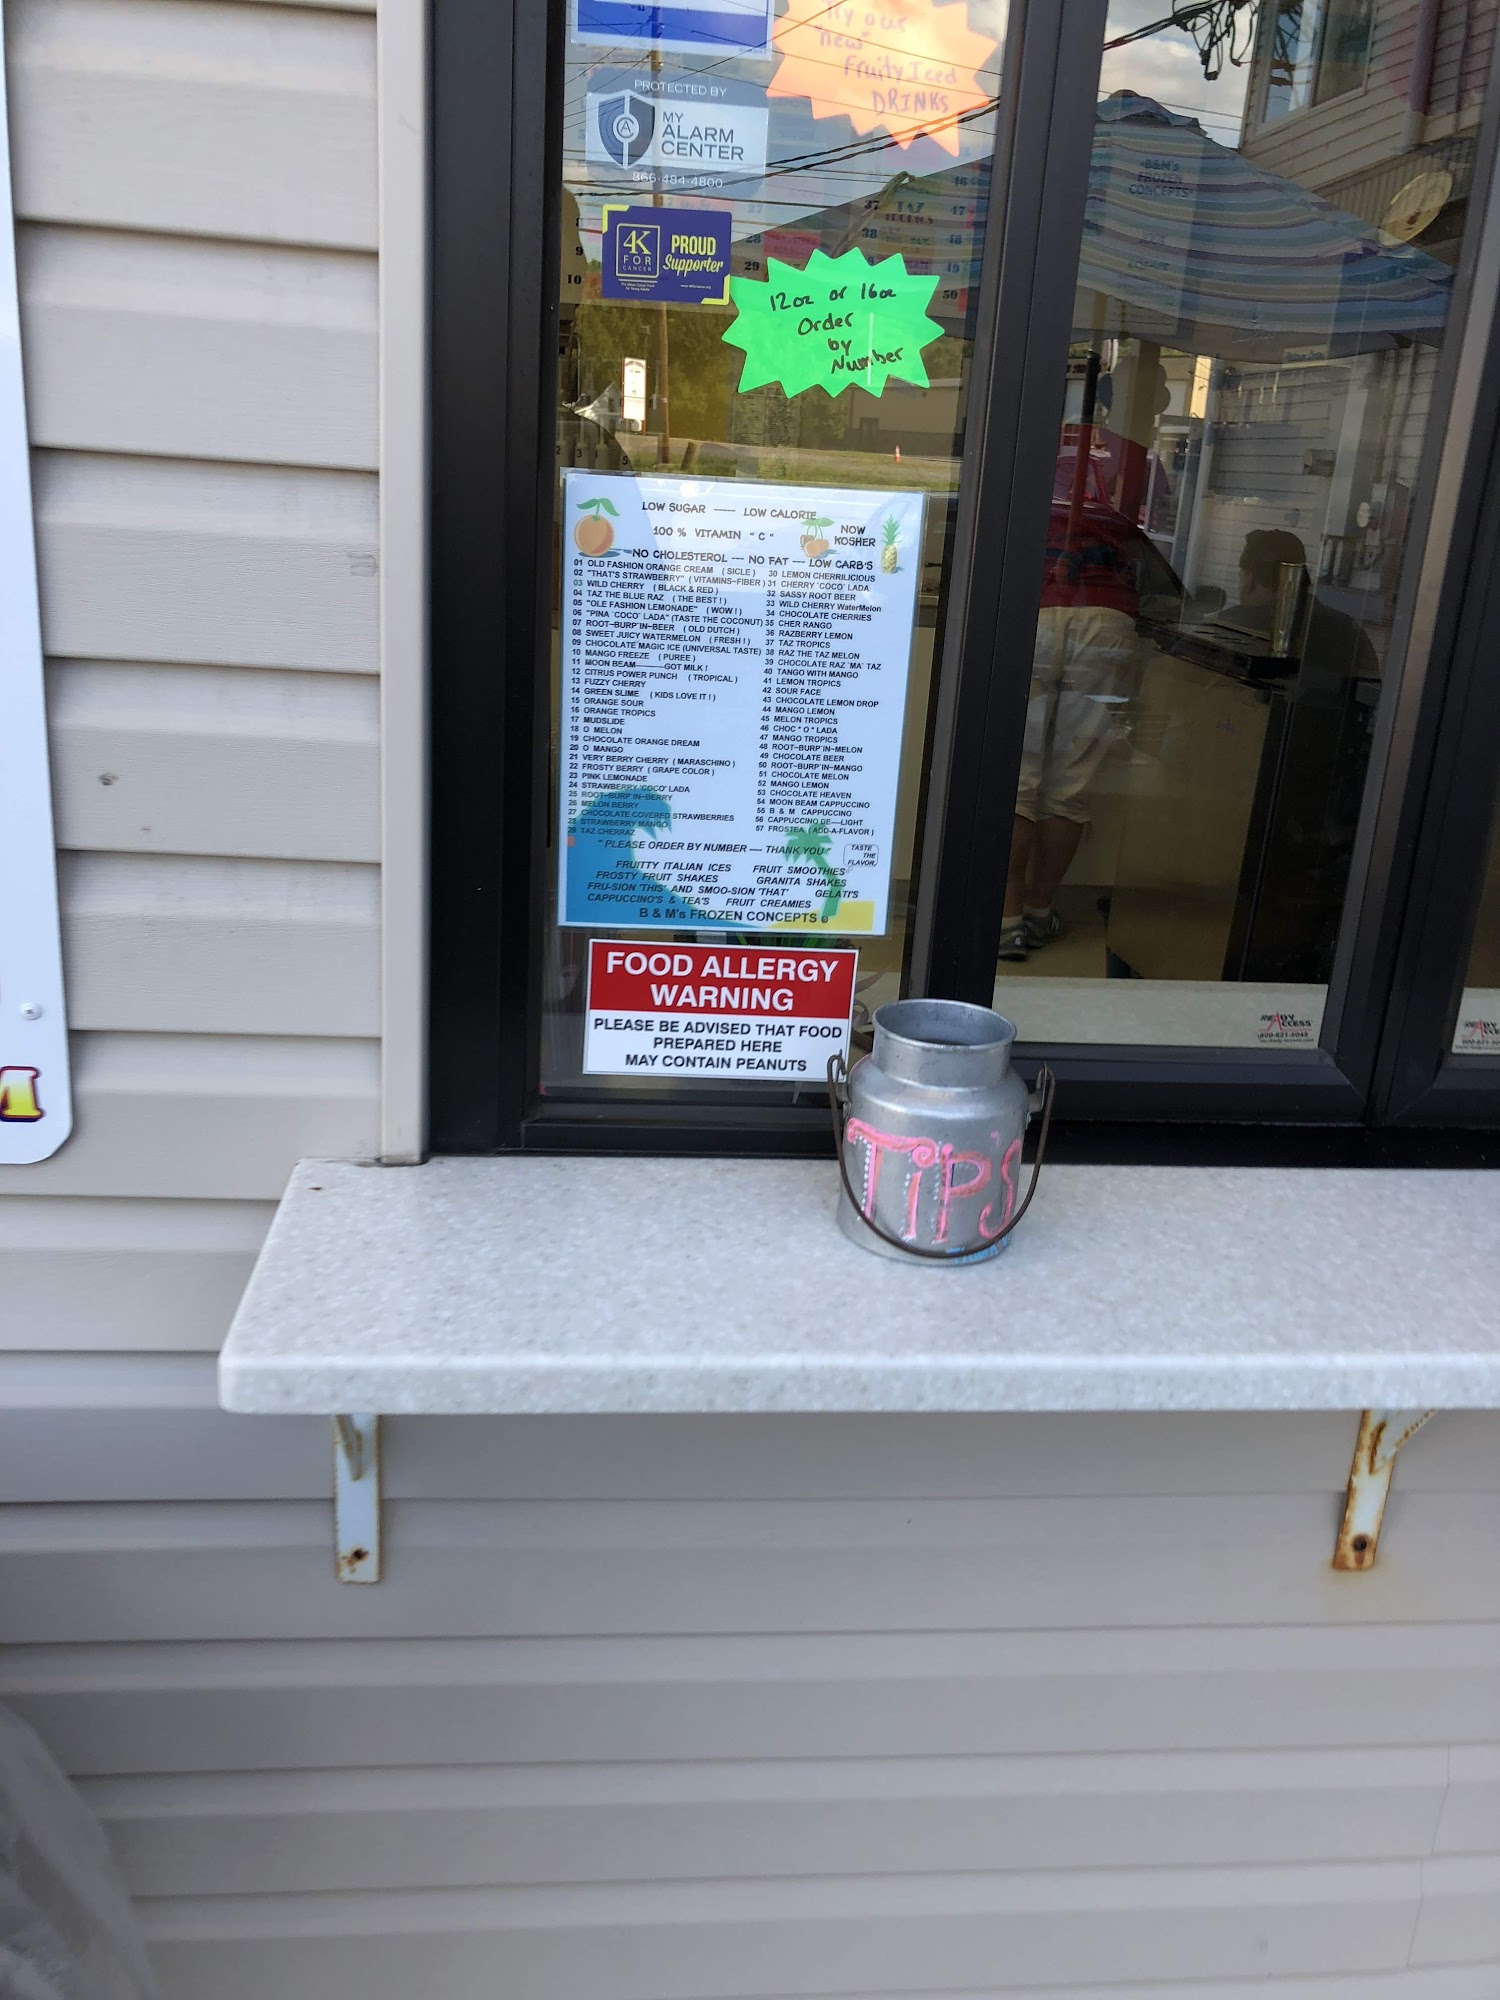 Try our
"new"
Fruity Iced
DRINKS
PROTECTED BY
MY
ALARM
CENTER
866-484-4800
4K
FOR
CANCER
PROUD
Supporter
12oz or 16oz
Order
by
Number
LOW SUGAR ---- LOW CALORIE
100 % VITAMIN " C "
NOW
KOSHER
NO CHOLESTEROL --- NO FAT --- LOW CARB'S
01 OLD FASHION ORANGE CREAM ( SICLE )
02 "THAT'S STRAWBERRY" ( VITAMINS-FIBER )
03 WILD CHERRY ( BLACK & RED )
04 TAZ THE BLUE RAZ ( THE BEST ! )
05 "OLE FASHION LEMONADE" ( WOW ! )
06 "PINA 'COCO' LADA" (TASTE THE COCONUT)
07 ROOT-BURP'IN-BEER ( OLD DUTCH )
08 SWEET JUICY WATERMELON ( FRESH ! )
09 CHOCOLATE MAGIC ICE (UNIVERSAL TASTE)
10 MANGO FREEZE ( PUREE )
11 MOON BEAM--------GOT MILK !
12 CITRUS POWER PUNCH ( TROPICAL )
13 FUZZY CHERRY
14 GREEN SLIME ( KIDS LOVE IT ! )
15 ORANGE SOUR
16 ORANGE TROPICS
17 MUDSLIDE
18 O MELON
19 CHOCOLATE ORANGE DREAM
20 O MANGO
21 VERY BERRY CHERRY ( MARASCHINO )
22 FROSTY BERRY ( GRAPE COLOR )
23 PINK LEMONADE
24 STRAWBERRY 'COCO' LADA
25 ROOT-BURP'IN-BERRY
26 MELON BERRY
27 CHOCOLATE COVERED STRAWBERRIES
28 STRAWBERRY MANGO
29 TAZ CHERRAZ
30 LEMON CHERRILICIOUS
31 CHERRY 'COCO' LADA
32 SASSY ROOT BEER
33 WILD CHERRY WaterMelon
34 CHOCOLATE CHERRIES
35 CHER RANGO
36 RAZBERRY LEMON
37 TAZ TROPICS
38 RAZ THE TAZ MELON
39 CHOCOLATE RAZ 'MA' TAZ
40 TANGO WITH MANGO
41 LEMON TROPICS
42 SOUR FACE
43 CHOCOLATE LEMON DROP
44 MANGO LEMON
45 MELON TROPICS
46 CHOC " O " LADA
47 MANGO TROPICS
48 ROOT-BURP'IN-MELON
49 CHOCOLATE BEER
50 ROOT-BURP'IN-MANGO
51 CHOCOLATE MELON
52 MANGO LEMON
53 CHOCOLATE HEAVEN
54 MOON BEAM CAPPUCCINO
55 B & M CAPPUCCINO
56 CAPPUCCINO DE---LIGHT
57 FROSTEA ( ADD-A-FLAVOR )
" PLEASE ORDER BY NUMBER ---- THANK YOU "
TASTE
THE
FLAVOR
FRUITTY ITALIAN ICES FRUIT SMOOTHIES
FROSTY FRUIT SHAKES GRANITA SHAKES
FRU-SION 'THIS' AND SMOO-SION 'THAT' GELATI'S
CAPPUCCINO'S & TEA'S FRUIT CREAMIES
B & M's FROZEN CONCEPTS
FOOD ALLERGY
WARNING
PLEASE BE ADVISED THAT FOOD
PREPARED HERE
MAY CONTAIN PEANUTS
TIP'S
B&M's
FROZEN
CONCEPTS
READY
ACCESS